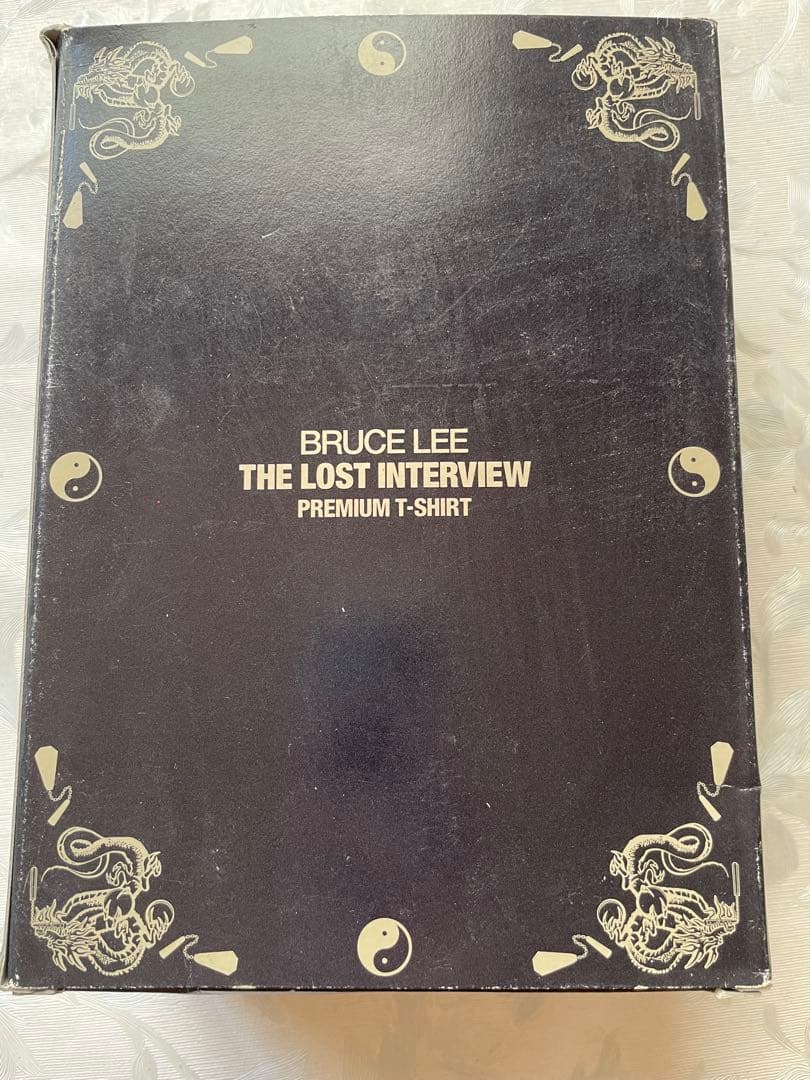 BRUCE LEE
THE LOST INTERVIEW
PREMIUM T-SHIRT